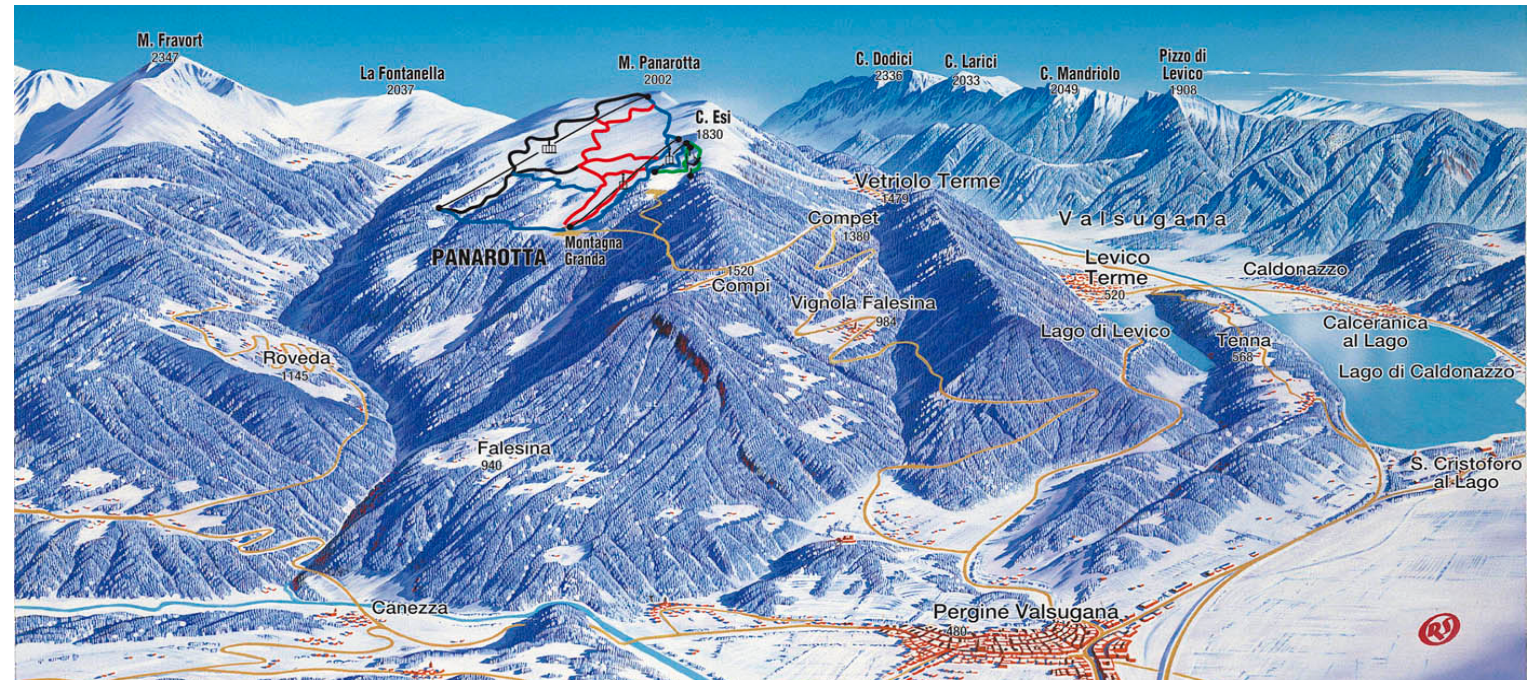 M. Fravort
2347
La Fontanella
2037
M. Panarotta
2002
C. Esi
1830
C. Dodici
2336
C. Larici
2033
C. Mandriolo
2049
Pizzo di
Levico
1908
Vetriolo Terme
1479
Compet
1380
Valsugana
PANAROTTA
Montagna
Granda
1520
Compi
Levico
Terme
520
Caldonazzo
Vignola Falesina
984
Lago di Levico
Calceranica
al Lago
Tenna
568
Lago di Caldonazzo
Roveda
1145
Falesina
940
S. Cristoforo
al Lago
Canezza
Pergine Valsugana
480
RS